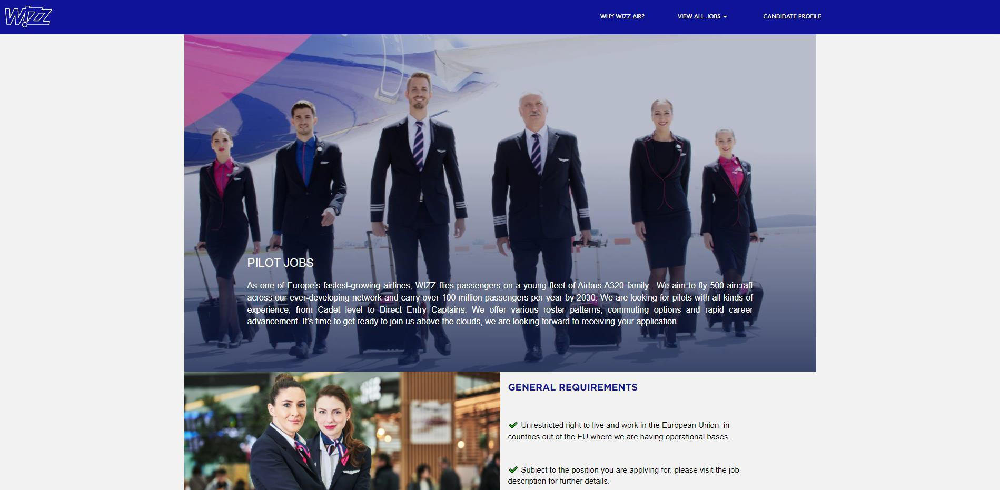 WIZZ
WHY WIZZ AIR?
VIEW ALL JOBS
CANDIDATE PROFILE
PILOT JOBS
As one of Europe’s fastest-growing airlines, WIZZ flies passengers on a young fleet of Airbus A320 family. We aim to fly 500 aircraft
across our ever-developing network and carry over 100 million passengers per year by 2030. We are looking for pilots with all kinds of
experience, from Cadet level to Direct Entry Captains. We offer various roster patterns, commuting options and rapid career
advancement. It’s time to get ready to join us above the clouds, we are looking forward to receiving your application.
GENERAL REQUIREMENTS
Unrestricted right to live and work in the European Union, in
countries out of the EU where we are having operational bases.
Subject to the position you are applying for, please visit the job
description for further details.